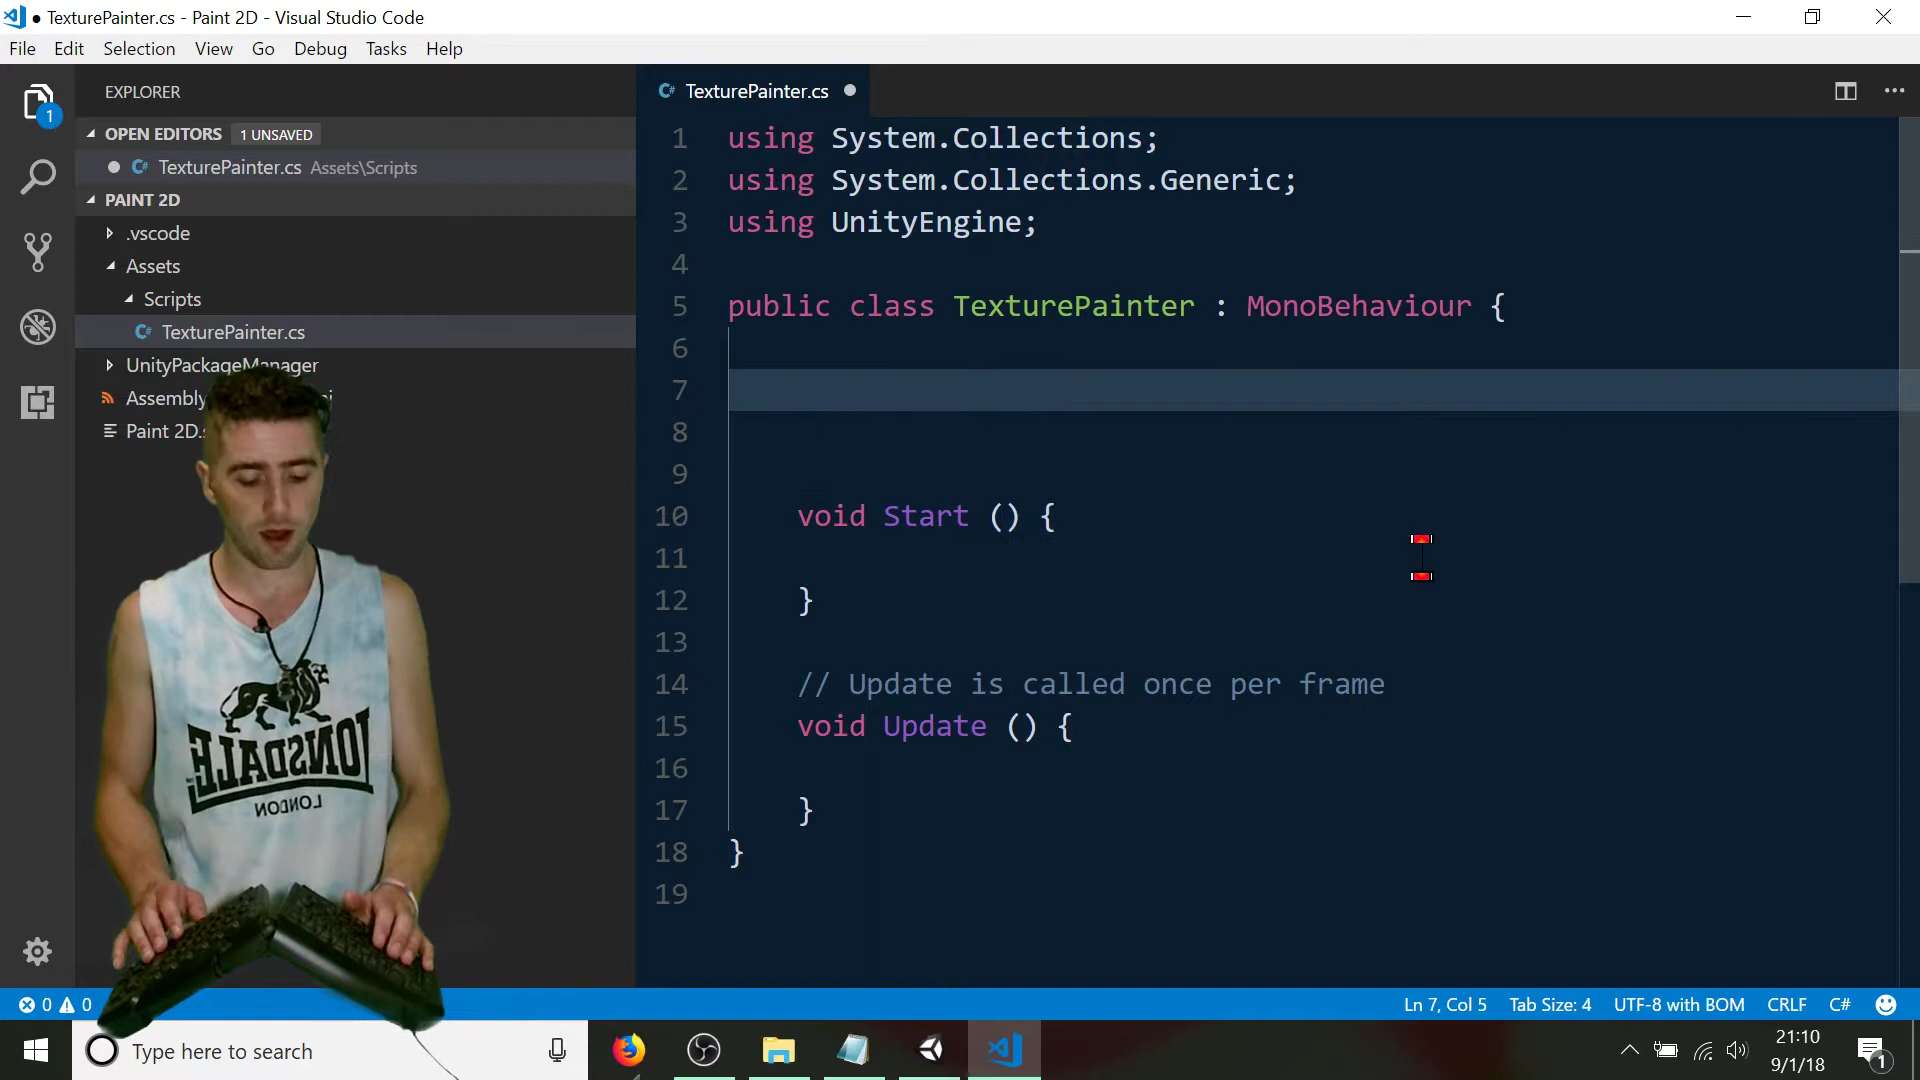 TexturePainter.cs - Paint 2D - Visual Studio Code
File Edit Selection View Go Debug Tasks Help
EXPLORER
OPEN EDITORS 1 UNSAVED
TexturePainter.cs Assets\Scripts
PAINT 2D
.vscode
Assets
Scripts
TexturePainter.cs
UnityPackageManager
Assembly
Paint 2D.
TexturePainter.cs
1 using System.Collections;
2 using System.Collections.Generic;
3 using UnityEngine;
4
5 public class TexturePainter : MonoBehaviour {
6
7
8
9
10 void Start () {
11
12 }
13
14 // Update is called once per frame
15 void Update () {
16
17 }
18 }
19
1
LONSDALE
LONDON
0 0
Ln 7, Col 5 Tab Size: 4 UTF-8 with BOM CRLF C#
Type here to search
21:10
9/1/18
1